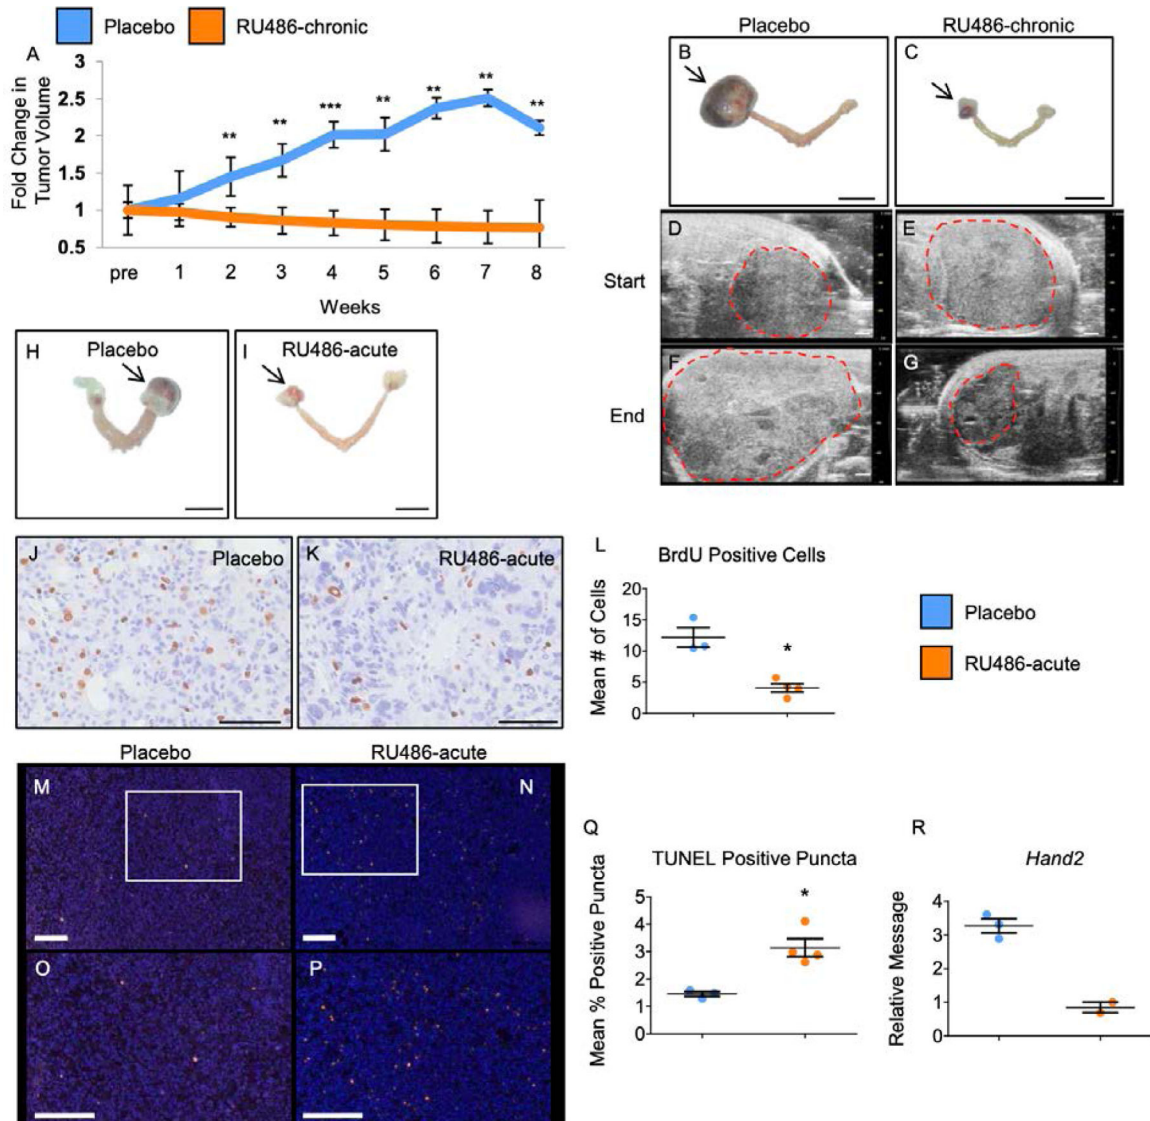 Placebo RU486-chronic
A
Fold Change in
Tumor Volume
3
2.5
2
1.5
1
0.5
** ** *** ** ** ** **
pre 1 2 3 4 5 6 7 8
Weeks
Placebo RU486-chronic
B C
D E
Start
F G
End
H Placebo
I RU486-acute
J Placebo
K RU486-acute
L BrdU Positive Cells
Mean # of Cells
20
15
10
5
0
*
Placebo
RU486-acute
Placebo RU486-acute
M N
O P
Q TUNEL Positive Puncta
Mean % Positive Puncta
5
4
3
2
1
0
*
R Hand2
Relative Message
4
3
2
1
0